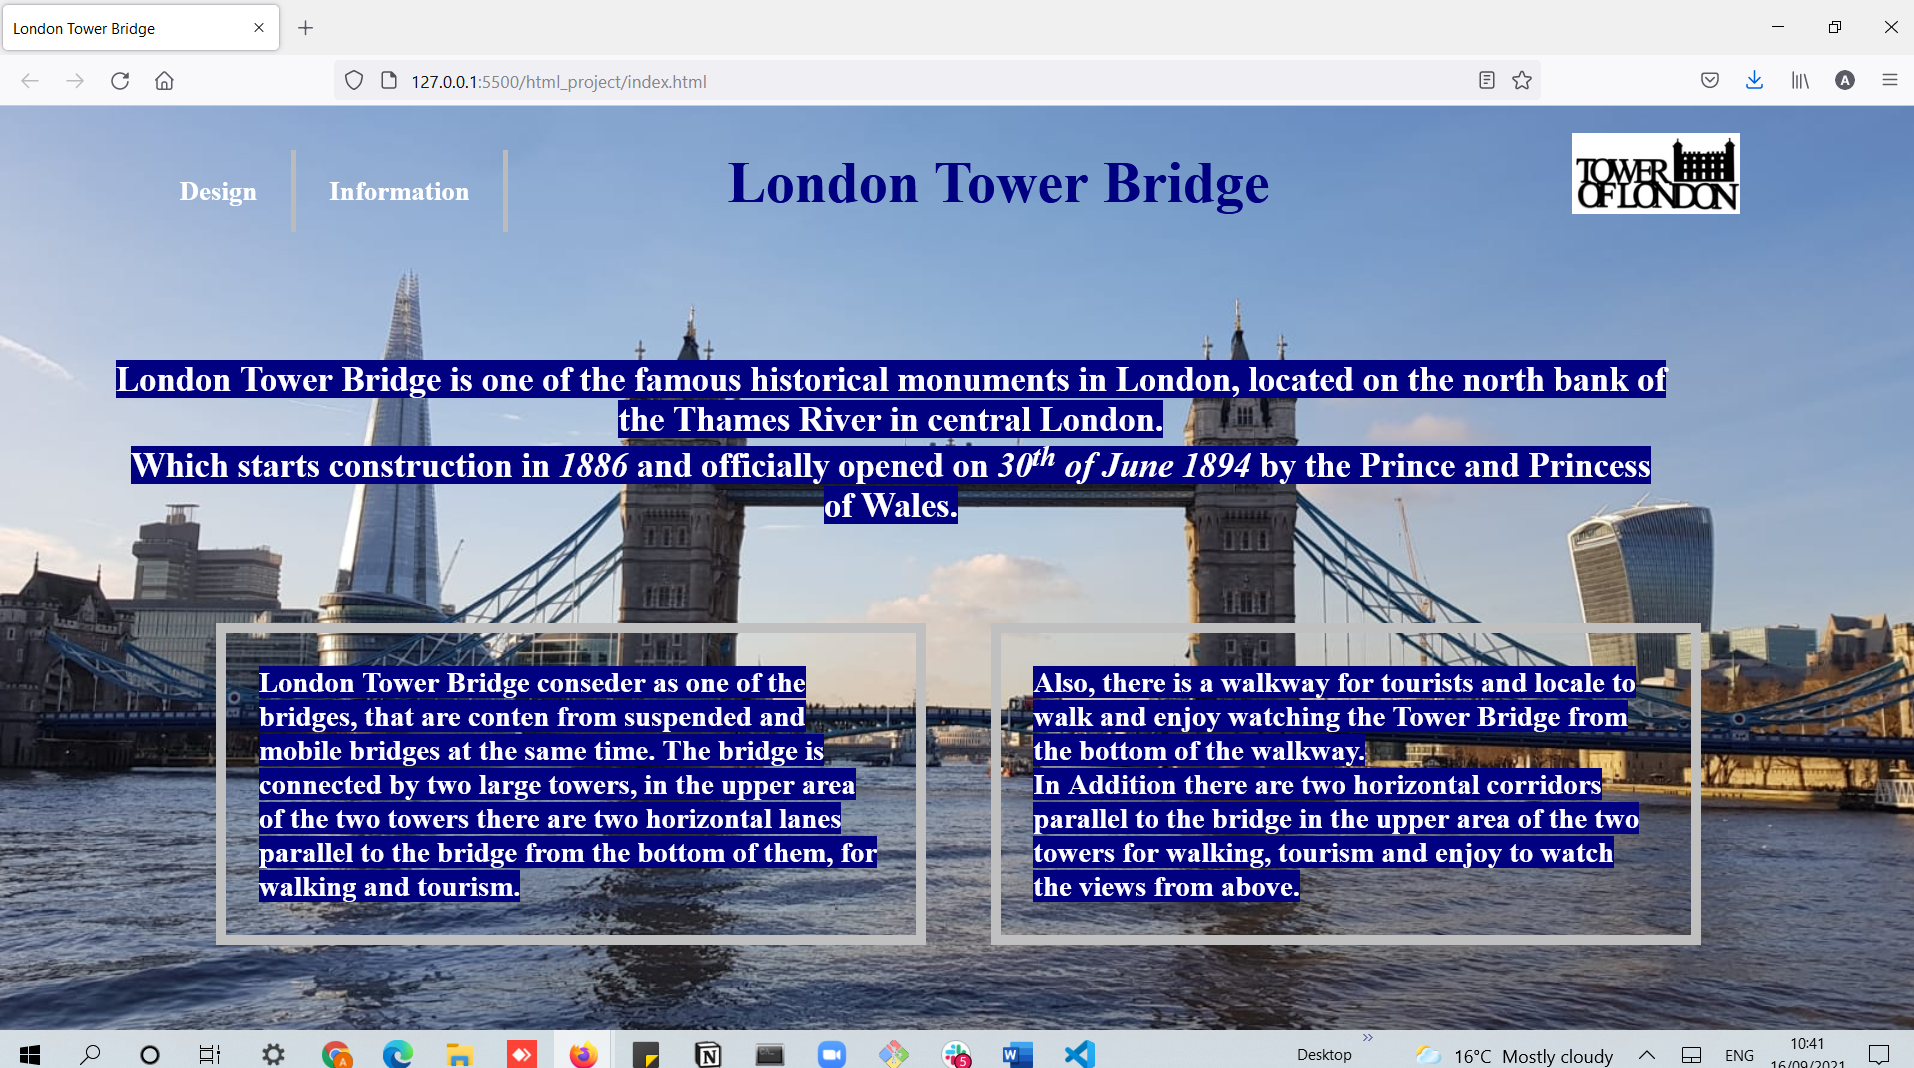 London Tower Bridge
127.0.0.1:5500/html_project/index.html
A
Design
Information
London Tower Bridge
TOWER
OF LONDON
London Tower Bridge is one of the famous historical monuments in London, located on the north bank of
the Thames River in central London.
Which starts construction in 1886 and officially opened on 30th of June 1894 by the Prince and Princess
of Wales.
London Tower Bridge conseder as one of the
bridges, that are conten from suspended and
mobile bridges at the same time. The bridge is
connected by two large towers, in the upper area
of the two towers there are two horizontal lanes
parallel to the bridge from the bottom of them, for
walking and tourism.
Also, there is a walkway for tourists and locale to
walk and enjoy watching the Tower Bridge from
the bottom of the walkway.
In Addition there are two horizontal corridors
parallel to the bridge in the upper area of the two
towers for walking, tourism and enjoy to watch
the views from above.
A
N
5
W
Desktop
16°C Mostly cloudy
ENG
10:41
16/09/2021